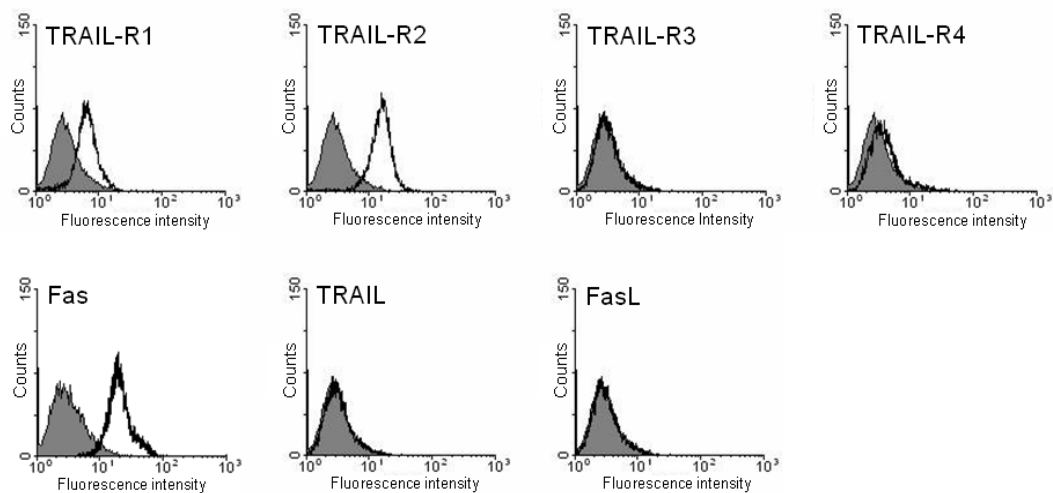 TRAIL-R1
150
Counts
0
10⁰ 10¹ 10² 10³
Fluorescence intensity
TRAIL-R2
150
Counts
0
10⁰ 10¹ 10² 10³
Fluorescence intensity
TRAIL-R3
150
Counts
0
10⁰ 10¹ 10² 10³
Fluorescence Intensity
TRAIL-R4
150
Counts
0
10⁰ 10¹ 10² 10³
Fluorescence intensity
Fas
150
Counts
0
10⁰ 10¹ 10² 10³
Fluorescence intensity
TRAIL
150
Counts
0
10⁰ 10¹ 10² 10³
Fluorescence intensity
FasL
150
Counts
0
10⁰ 10¹ 10² 10³
Fluorescence intensity